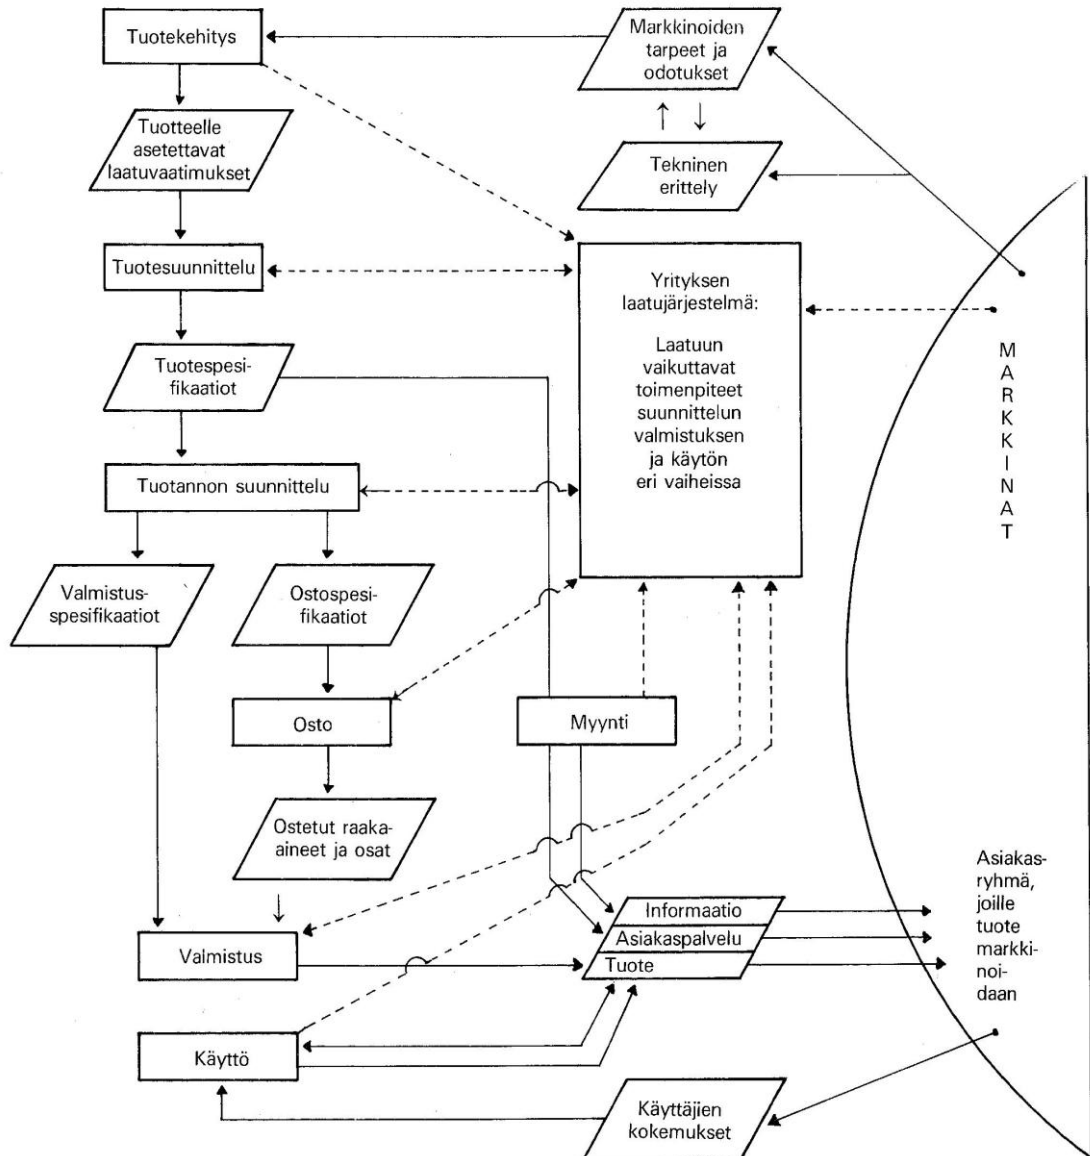 Tuotekehitys
Markkinoiden
tarpeet ja
odotukset
Tuotteelle
asetettavat
laatuvaatimukset
Tekninen
erittely
Tuotesuunnittelu
Yrityksen
laatujärjestelmä:
Laatuun
vaikuttavat
toimenpiteet
suunnittelun
valmistuksen
ja käytön
eri vaiheissa
MARKKINAT
Tuotespesi-
fikaatiot
Tuotannon suunnittelu
Valmistus-
spesifikaatiot
Ostospesi-
fikaatiot
Osto
Myynti
Ostetut raaka-
aineet ja osat
Valmistus
Informaatio
Asiakaspalvelu
Tuote
Asiakas-
ryhmä,
joille
tuote
markki-
noi-
daan
Käyttö
Käyttäjien
kokemukset